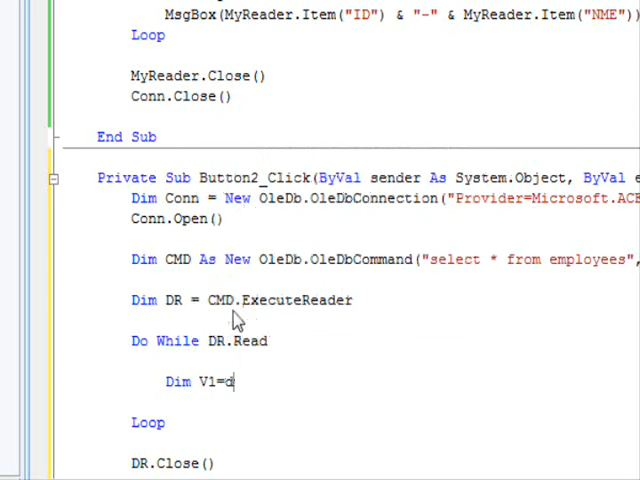 MsgBox(MyReader.Item("ID") & "-" & MyReader.Item("NME"))
Loop
MyReader.Close()
Conn.Close()
End Sub
Private Sub Button2_Click(ByVal sender As System.Object, ByVal e
Dim Conn = New OleDb.OleDbConnection("Provider=Microsoft.ACE
Conn.Open()
Dim CMD As New OleDb.OleDbCommand("select * from employees",
Dim DR = CMD.ExecuteReader
Do While DR.Read
Dim V1=d
Loop
DR.Close()